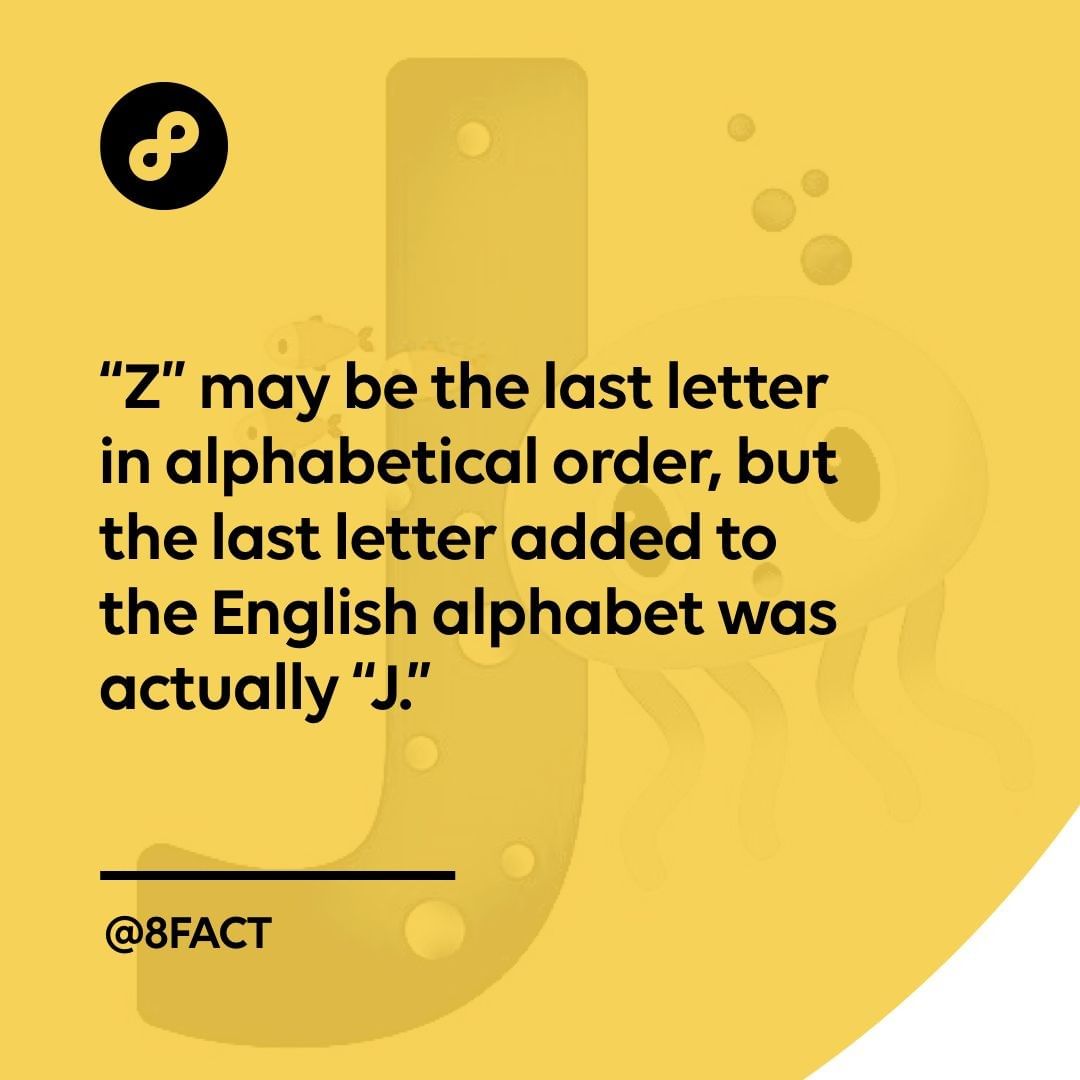 “Z” may be the last letter
in alphabetical order, but
the last letter added to
the English alphabet was
actually “J.”
@8FACT